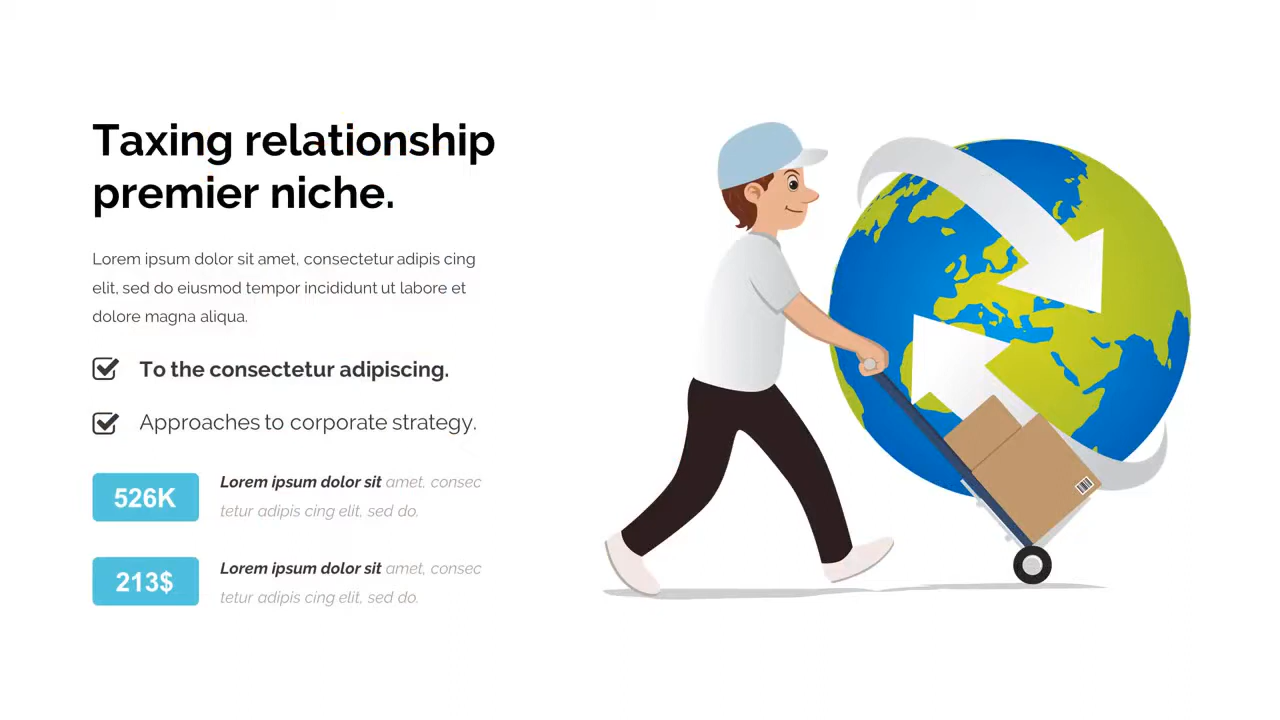 Taxing relationship
premier niche.
Lorem ipsum dolor sit amet, consectetur adipis cing
elit, sed do eiusmod tempor incididunt ut labore et
dolore magna aliqua.
To the consectetur adipiscing.
Approaches to corporate strategy.
526K
Lorem ipsum dolor sit amet, consec
tetur adipis cing elit, sed do.
213$
Lorem ipsum dolor sit amet, consec
tetur adipis cing elit, sed do.